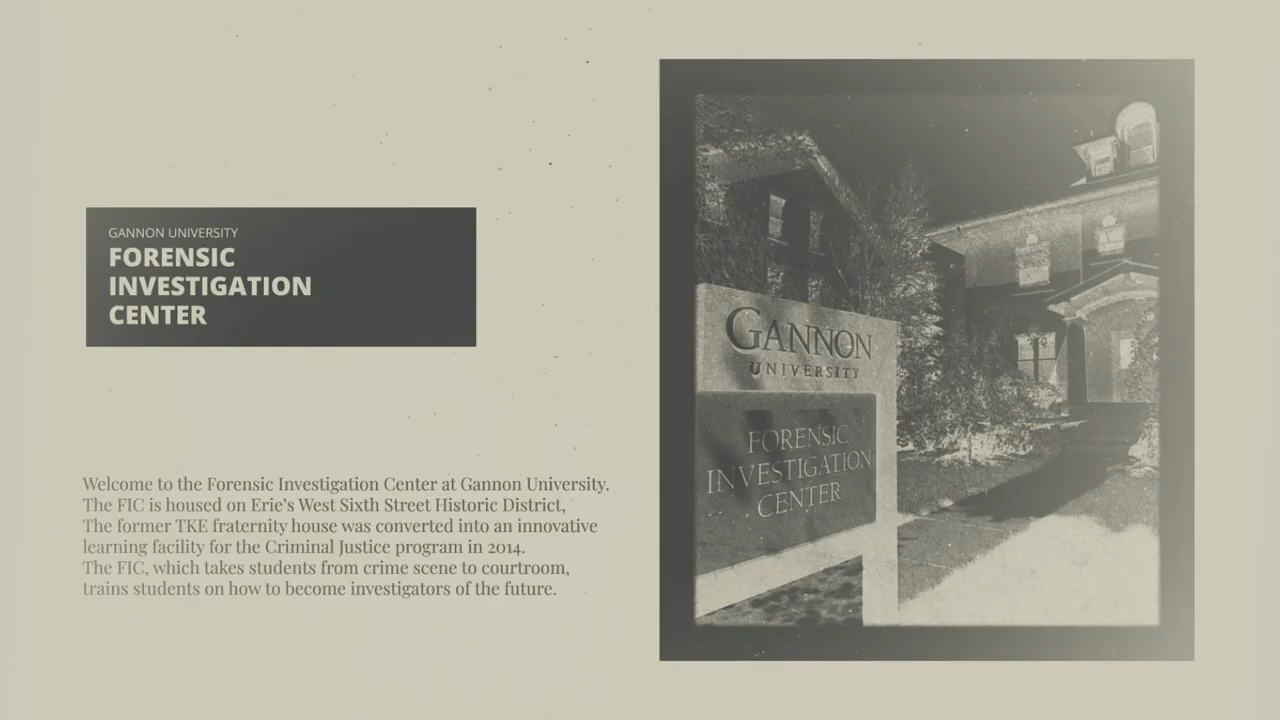 GANNON UNIVERSITY
FORENSIC
INVESTIGATION
CENTER
Welcome to the Forensic Investigation Center at Gannon University.
The FIC is housed on Erie’s West Sixth Street Historic District,
The former TKE fraternity house was converted into an innovative
learning facility for the Criminal Justice program in 2014.
The FIC, which takes students from crime scene to courtroom,
trains students on how to become investigators of the future.
GANNON
UNIVERSITY
FORENSIC
INVESTIGATION
CENTER